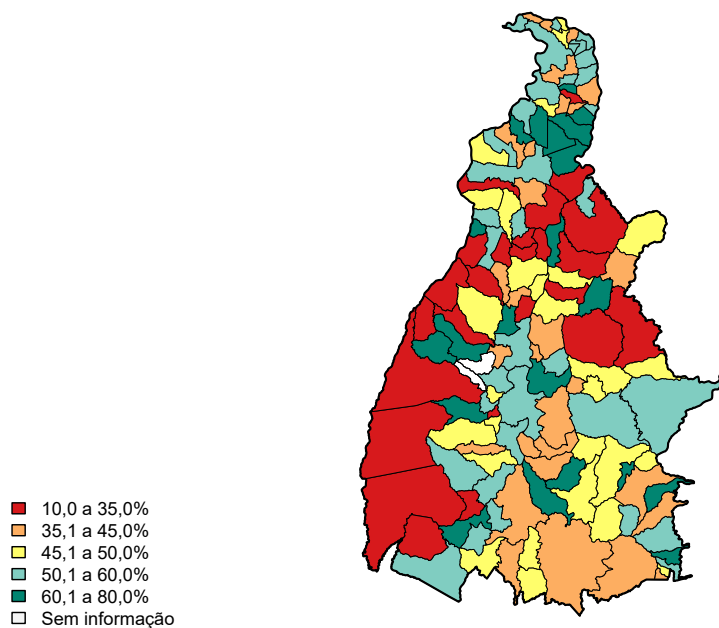 10,0 a 35,0%
35,1 a 45,0%
45,1 a 50,0%
50,1 a 60,0%
60,1 a 80,0%
Sem informação